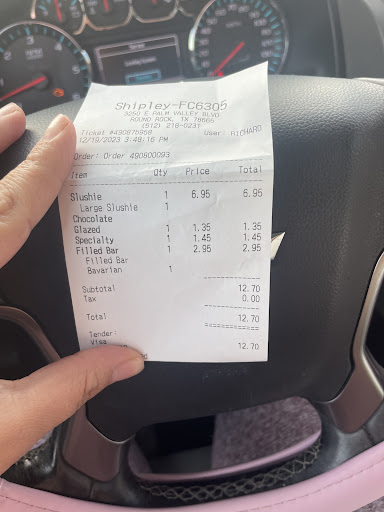 Shipley-FC6305
3250 E PALM VALLEY BLVD
ROUND ROCK, TX 78665
(512) 218-0231
Ticket #490875958 User: RICHARD
12/19/2023 3:48:16 PM
Order: Order 490800093
Item Qty Price Total
Slushie 1 6.95 6.95
Large Slushie 1
Chocolate
Glazed 1 1.35 1.35
Specialty 1 1.45 1.45
Filled Bar 1 2.95 2.95
Filled Bar
Bavarian 1
Subtotal 12.70
Tax 0.00
Total 12.70
Tender:
Visa 12.70